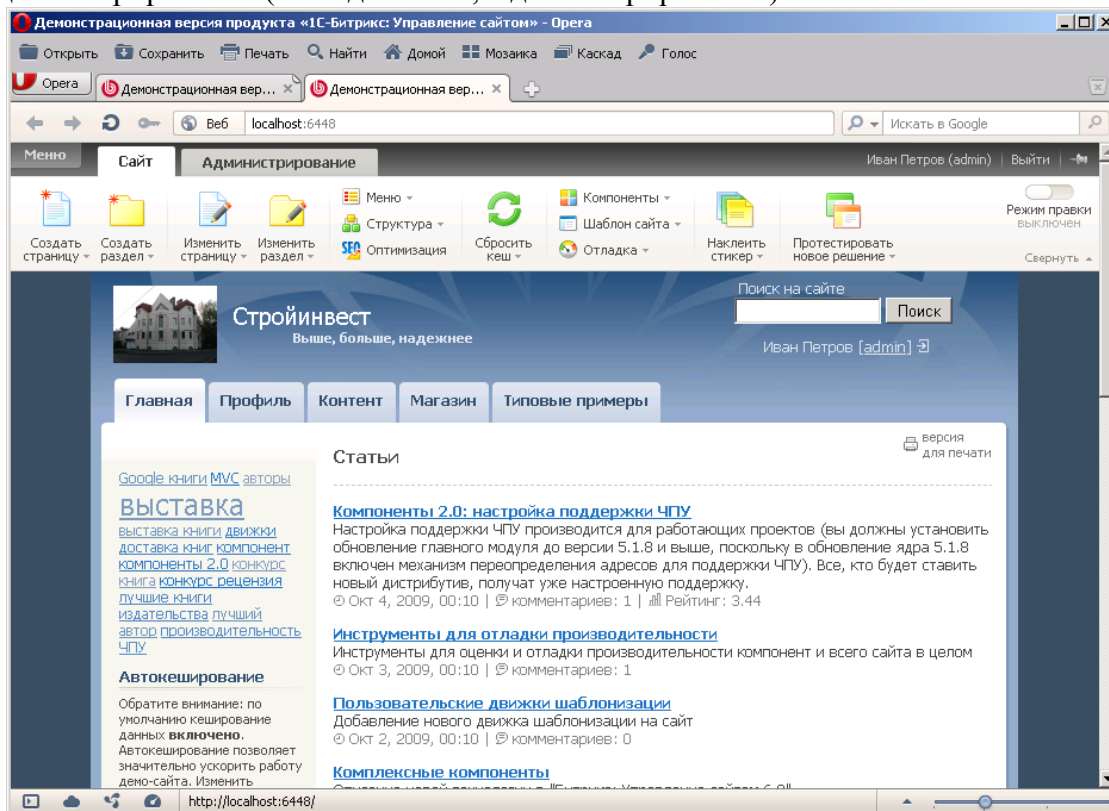 Демонстрационная версия продукта «1С-Битрикс: Управление сайтом» - Opera
Открыть Сохранить Печать Найти Домой Мозаика Каскад Голос
Opera Демонстрационная вер... Демонстрационная вер...
Веб localhost:6448 Искать в Google
Меню Сайт Администрирование Иван Петров (admin) Выйти
Создать страницу
Создать раздел
Изменить страницу
Изменить раздел
Меню
Структура
SEO Оптимизация
Сбросить кеш
Компоненты
Шаблон сайта
Отладка
Наклеить стикер
Протестировать новое решение
Режим правки
выключен
Свернуть
Стройинвест
Выше, больше, надежнее
Поиск на сайте
Поиск
Иван Петров [admin]
Главная Профиль Контент Магазин Типовые примеры
Google книги MVC авторы
выставка
выставка книги движки
доставка книг компонент
компоненты 2.0 конкурс
книга конкурс рецензия
лучшие книги
издательства лучший
автор производительность
ЧПУ
Автокеширование
Обратите внимание: по
умолчанию кеширование
данных включено.
Автокеширование позволяет
значительно ускорить работу
демо-сайта. Изменить
Статьи
версия
для печати
Компоненты 2.0: настройка поддержки ЧПУ
Настройка поддержки ЧПУ производится для работающих проектов (вы должны установить
обновление главного модуля до версии 5.1.8 и выше, поскольку в обновление ядра 5.1.8
включен механизм переопределения адресов для поддержки ЧПУ). Все, кто будет ставить
новый дистрибутив, получат уже настроенную поддержку.
Окт 4, 2009, 00:10 | комментариев: 1 | Рейтинг: 3.44
Инструменты для отладки производительности
Инструменты для оценки и отладки производительности компонент и всего сайта в целом
Окт 3, 2009, 00:10 | комментариев: 1
Пользовательские движки шаблонизации
Добавление нового движка шаблонизации на сайт
Окт 2, 2009, 00:10 | комментариев: 0
Комплексные компоненты
http://localhost:6448/